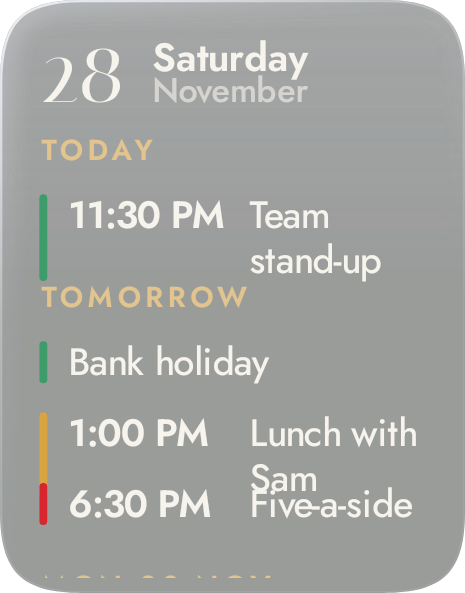 28 Saturday
November
TODAY
11:30 PM Team
stand-up
TOMORROW
Bank holiday
1:00 PM Lunch with
Sam
6:30 PM Five-a-side